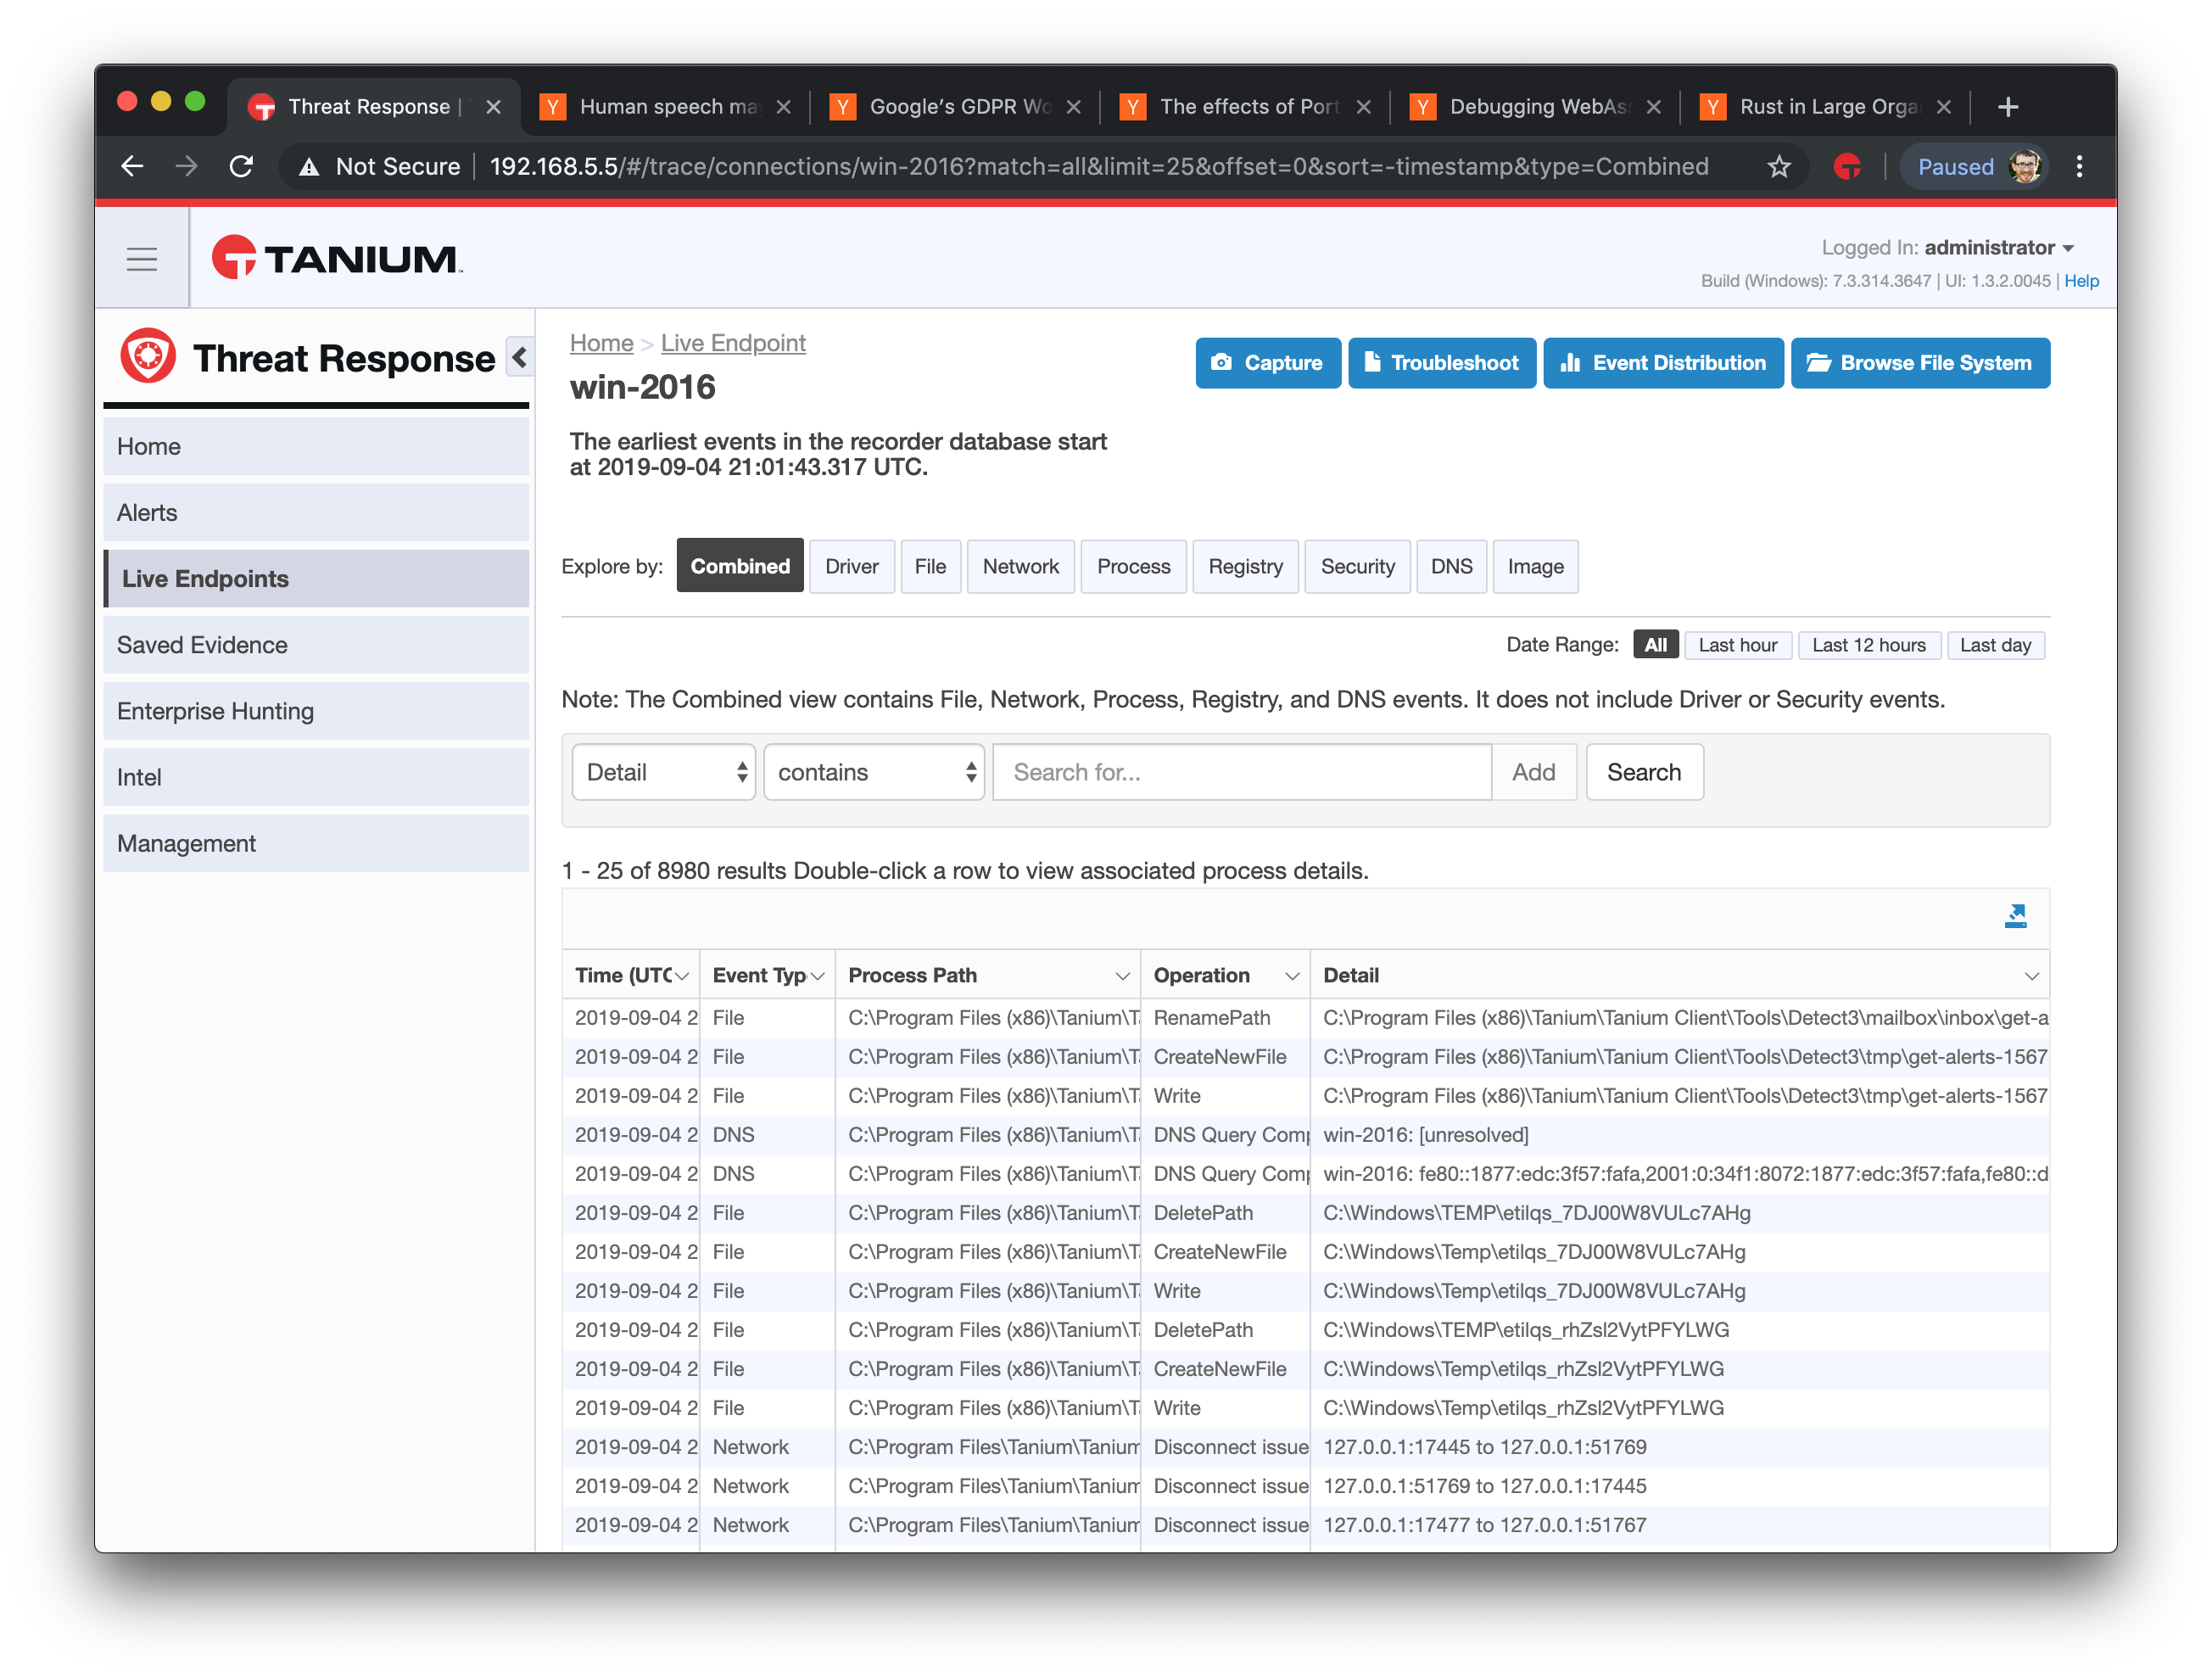 Threat Response |
Human speech may
Google's GDPR Wo
The effects of Port
Debugging WebAss
Rust in Large Orga
Not Secure
192.168.5.5/#/trace/connections/win-2016?match=all&limit=25&offset=0&sort=-timestamp&type=Combined
Paused
TANIUM
Logged In: administrator
Build (Windows): 7.3.314.3647 | UI: 1.3.2.0045 | Help
Threat Response
Home
Alerts
Live Endpoints
Saved Evidence
Enterprise Hunting
Intel
Management
Home > Live Endpoint
win-2016
Capture
Troubleshoot
Event Distribution
Browse File System
The earliest events in the recorder database start
at 2019-09-04 21:01:43.317 UTC.
Explore by: Combined Driver File Network Process Registry Security DNS Image
Date Range: All Last hour Last 12 hours Last day
Note: The Combined view contains File, Network, Process, Registry, and DNS events. It does not include Driver or Security events.
Detail contains Search for... Add Search
1 - 25 of 8980 results Double-click a row to view associated process details.
Time (UTC Event Typ Process Path Operation Detail
2019-09-04 2 File C:\Program Files (x86)\Tanium\T RenamePath C:\Program Files (x86)\Tanium\Tanium Client\Tools\Detect3\mailbox\inbox\get-a
2019-09-04 2 File C:\Program Files (x86)\Tanium\T CreateNewFile C:\Program Files (x86)\Tanium\Tanium Client\Tools\Detect3\tmp\get-alerts-1567
2019-09-04 2 File C:\Program Files (x86)\Tanium\T Write C:\Program Files (x86)\Tanium\Tanium Client\Tools\Detect3\tmp\get-alerts-1567
2019-09-04 2 DNS C:\Program Files (x86)\Tanium\T DNS Query Comp win-2016: [unresolved]
2019-09-04 2 DNS C:\Program Files (x86)\Tanium\T DNS Query Comp win-2016: fe80::1877:edc:3f57:fafa,2001:0:34f1:8072:1877:edc:3f57:fafa,fe80::d
2019-09-04 2 File C:\Program Files (x86)\Tanium\T DeletePath C:\Windows\TEMP\etilqs_7DJ00W8VULc7AHg
2019-09-04 2 File C:\Program Files (x86)\Tanium\T CreateNewFile C:\Windows\Temp\etilqs_7DJ00W8VULc7AHg
2019-09-04 2 File C:\Program Files (x86)\Tanium\T Write C:\Windows\Temp\etilqs_7DJ00W8VULc7AHg
2019-09-04 2 File C:\Program Files (x86)\Tanium\T DeletePath C:\Windows\TEMP\etilqs_rhZsl2VytPFYLWG
2019-09-04 2 File C:\Program Files (x86)\Tanium\T CreateNewFile C:\Windows\Temp\etilqs_rhZsl2VytPFYLWG
2019-09-04 2 File C:\Program Files (x86)\Tanium\T Write C:\Windows\Temp\etilqs_rhZsl2VytPFYLWG
2019-09-04 2 Network C:\Program Files\Tanium\Tanium Disconnect issue 127.0.0.1:17445 to 127.0.0.1:51769
2019-09-04 2 Network C:\Program Files\Tanium\Tanium Disconnect issue 127.0.0.1:51769 to 127.0.0.1:17445
2019-09-04 2 Network C:\Program Files\Tanium\Tanium Disconnect issue 127.0.0.1:17477 to 127.0.0.1:51767